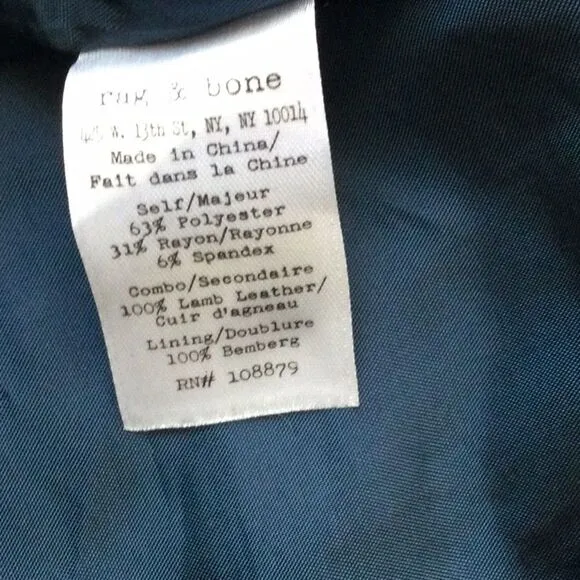 rag & bone
425 W. 13th St, NY, NY 10014
Made in China/
Fait dans la Chine
Self/Majeur
63% Polyester
31% Rayon/Rayonne
6% Spandex
Combo/Secondaire
100% Lamb Leather/
Cuir d'agneau
Lining/Doublure
100% Bemberg
RN# 108879